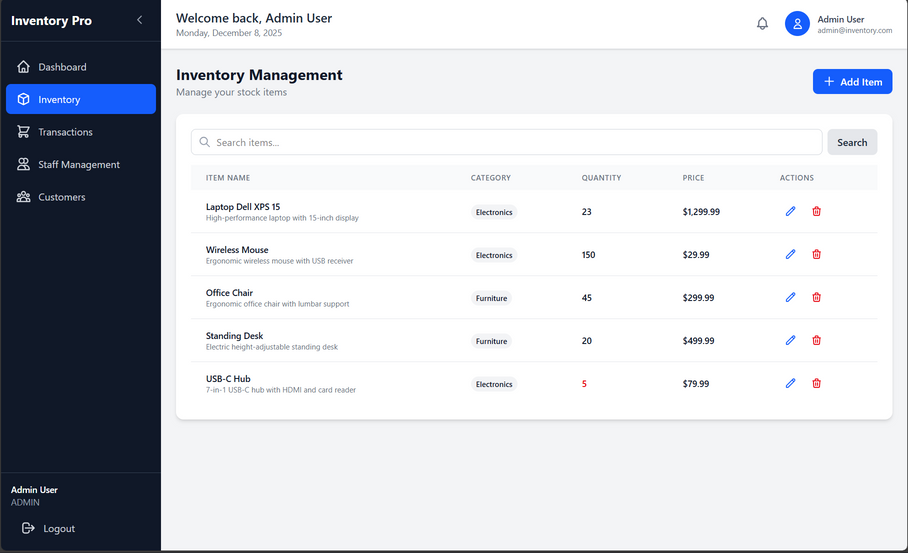 Inventory Pro
Dashboard
Inventory
Transactions
Staff Management
Customers
Admin User
ADMIN
Logout
Welcome back, Admin User
Monday, December 8, 2025
Admin User
admin@inventory.com
Inventory Management
Manage your stock items
Add Item
Search items...
Search
ITEM NAME CATEGORY QUANTITY PRICE ACTIONS
Laptop Dell XPS 15 Electronics 23 $1,299.99
High-performance laptop with 15-inch display
Wireless Mouse Electronics 150 $29.99
Ergonomic wireless mouse with USB receiver
Office Chair Furniture 45 $299.99
Ergonomic office chair with lumbar support
Standing Desk Furniture 20 $499.99
Electric height-adjustable standing desk
USB-C Hub Electronics 5 $79.99
7-in-1 USB-C hub with HDMI and card reader